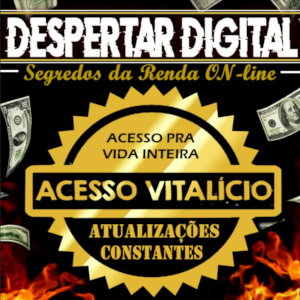 DESPERTAR DIGITAL
Segredos da Renda ON-line
ACESSO PRA
VIDA INTEIRA
ACESSO VITALÍCIO
ATUALIZAÇÕES
CONSTANTES